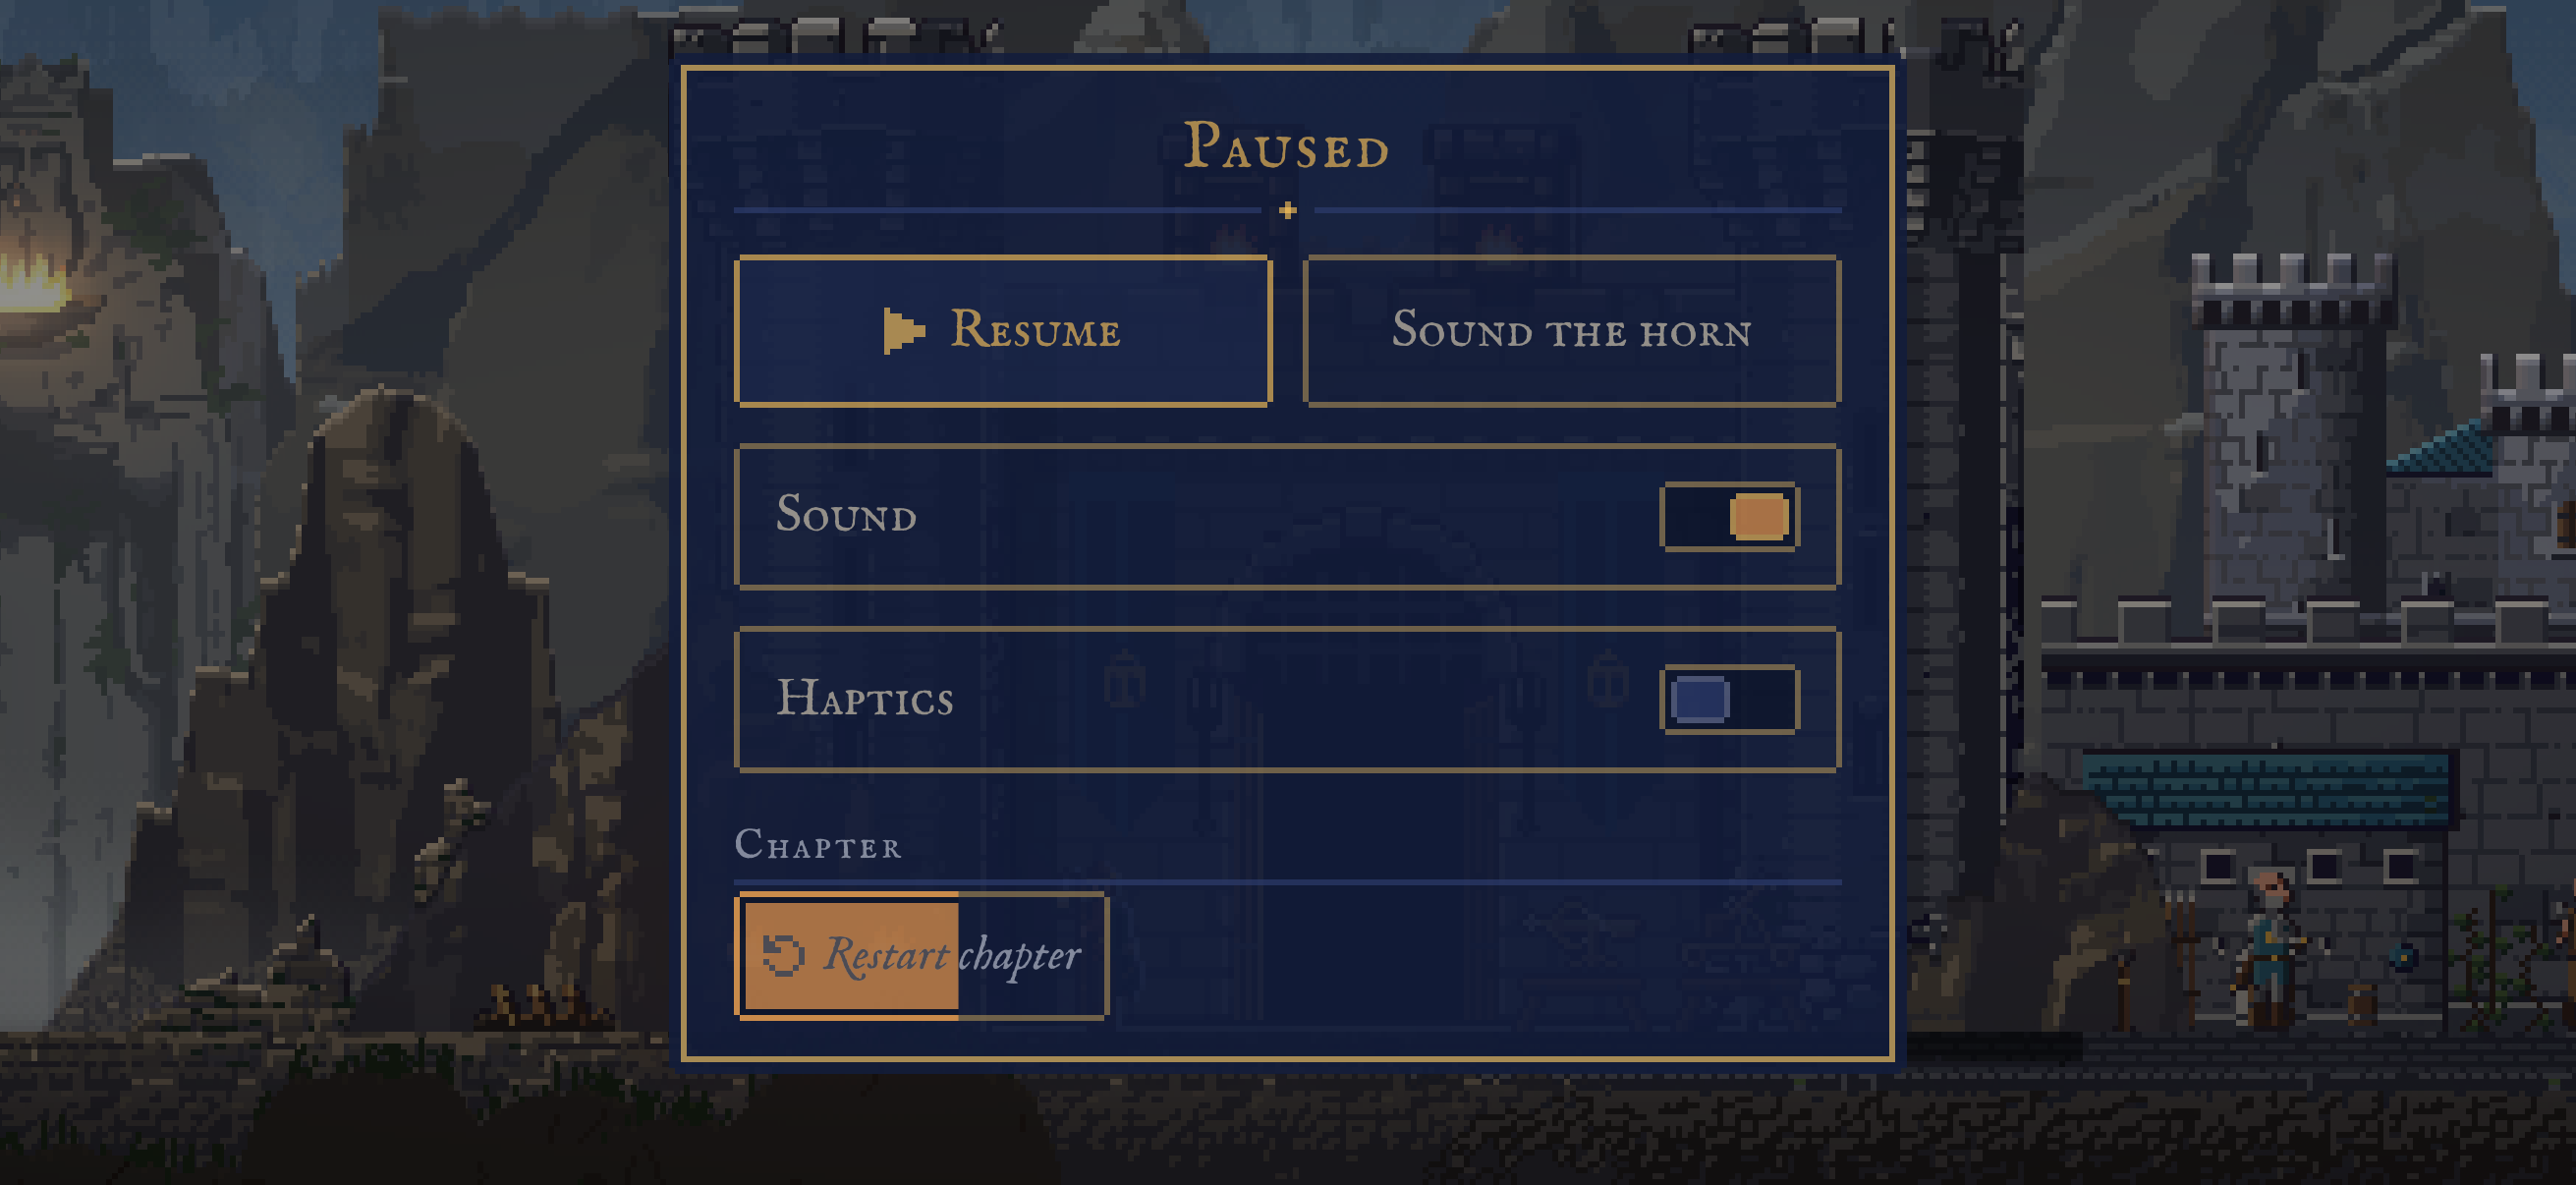 Paused
Resume
Sound the horn
Sound
Haptics
Chapter
Restart chapter